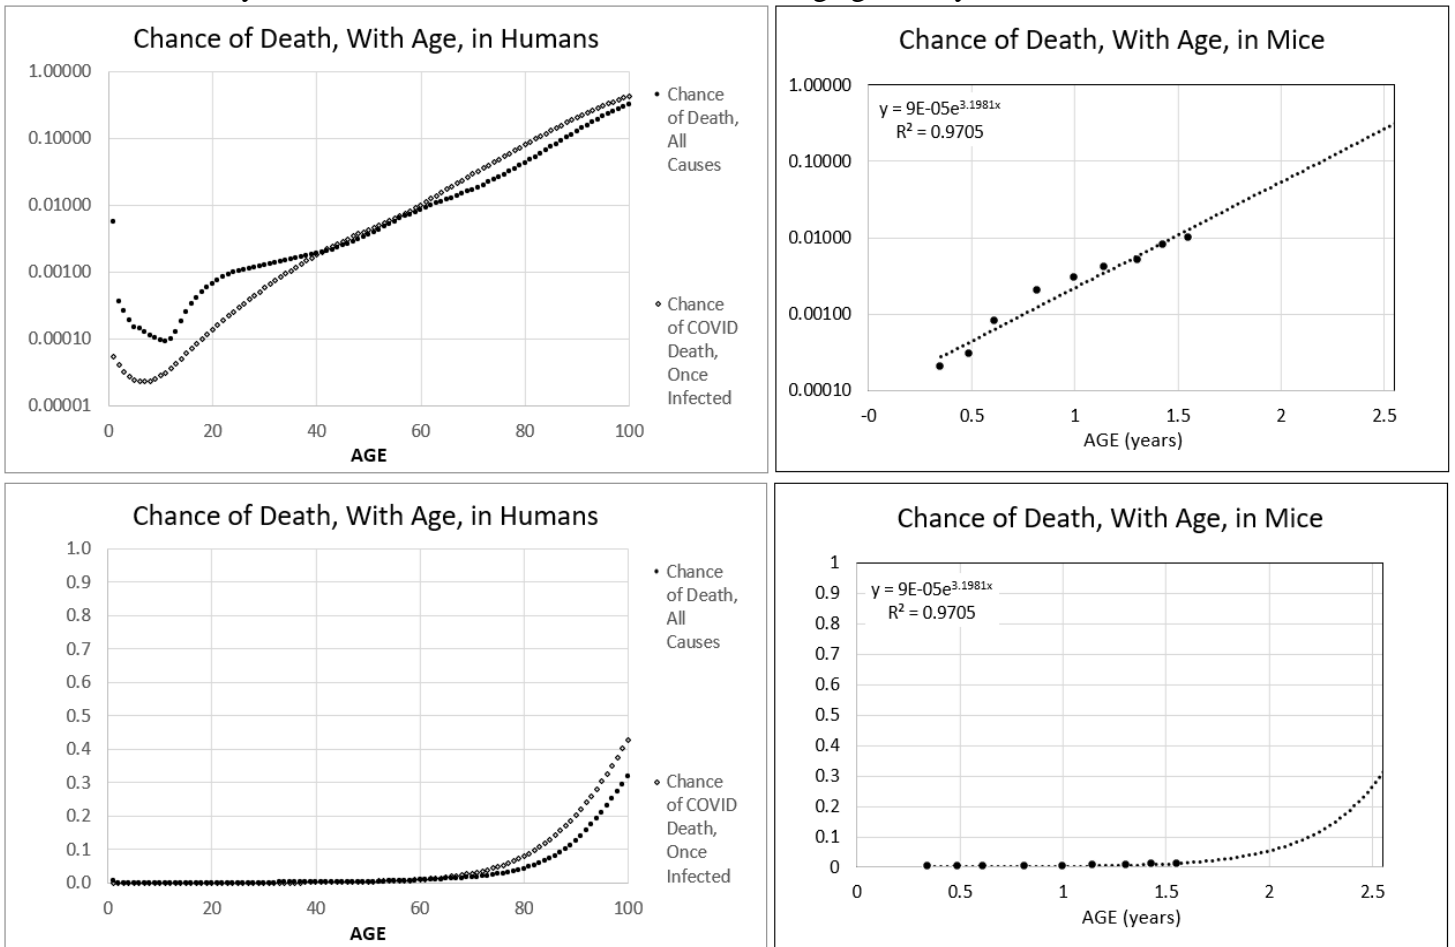 Chance of Death, With Age, in Humans
1.00000
0.10000
0.01000
0.00100
0.00010
0.00001
0
20
40
60
80
100
AGE
Chance
of Death,
All
Causes
Chance
of COVID
Death,
Once
Infected
Chance of Death, With Age, in Mice
y = 9E-05e^3.1981x
R² = 0.9705
1.00000
0.10000
0.01000
0.00100
0.00010
-0
0.5
1
1.5
2
2.5
AGE (years)
Chance of Death, With Age, in Humans
1.0
0.9
0.8
0.7
0.6
0.5
0.4
0.3
0.2
0.1
0.0
0
20
40
60
80
100
AGE
Chance
of Death,
All
Causes
Chance
of COVID
Death,
Once
Infected
Chance of Death, With Age, in Mice
y = 9E-05e^3.1981x
R² = 0.9705
1
0.9
0.8
0.7
0.6
0.5
0.4
0.3
0.2
0.1
0
0
0.5
1
1.5
2
2.5
AGE (years)